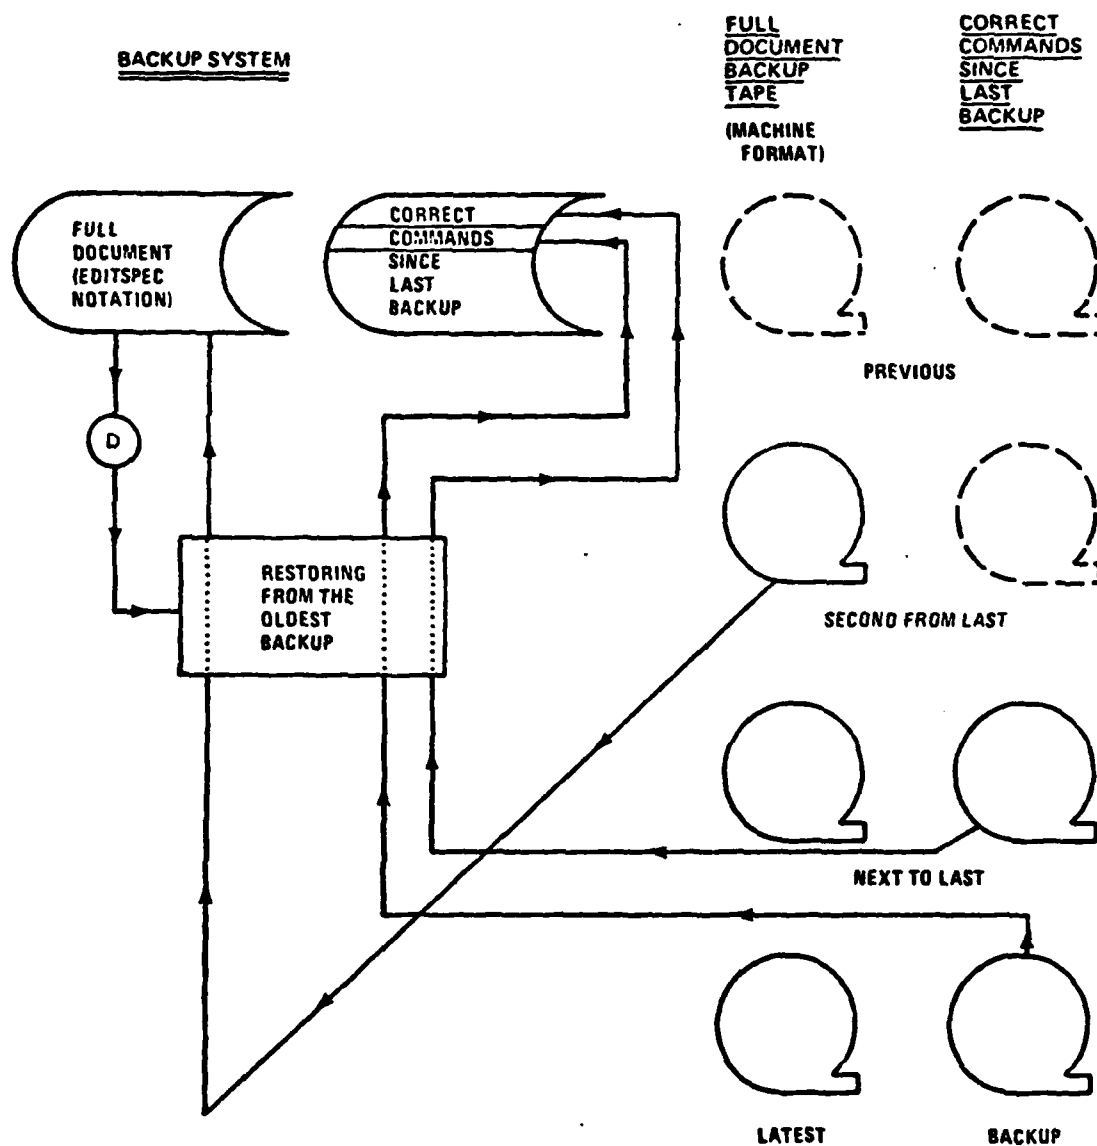 BACKUP SYSTEM
FULL
DOCUMENT
BACKUP
TAPE
(MACHINE
FORMAT)
CORRECT
COMMANDS
SINCE
LAST
BACKUP
FULL
DOCUMENT
(EDITSPEC
NOTATION)
CORRECT
COMMANDS
SINCE
LAST
BACKUP
PREVIOUS
D
RESTORING
FROM THE
OLDEST
BACKUP
SECOND FROM LAST
NEXT TO LAST
LATEST BACKUP